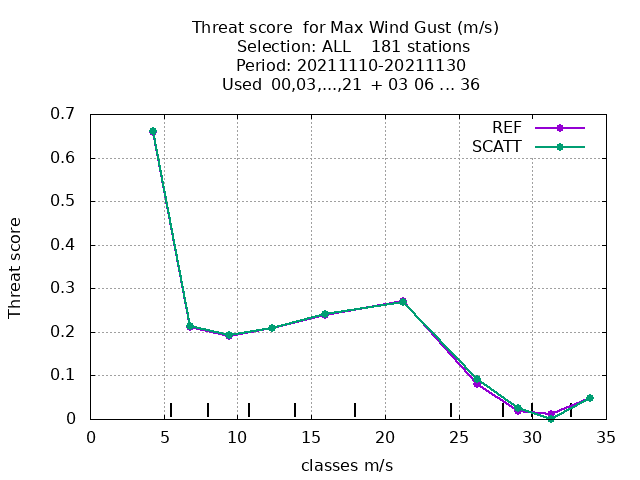 Threat score  for Max Wind Gust (m/s)
Selection: ALL    181 stations
Period: 20211110-20211130
Used  00,03,...,21  + 03 06 ... 36
0.7
0.6
0.5
0.4
0.3
0.2
0.1
0
Threat score
REF
SCATT
0 5 10 15 20 25 30 35
classes m/s